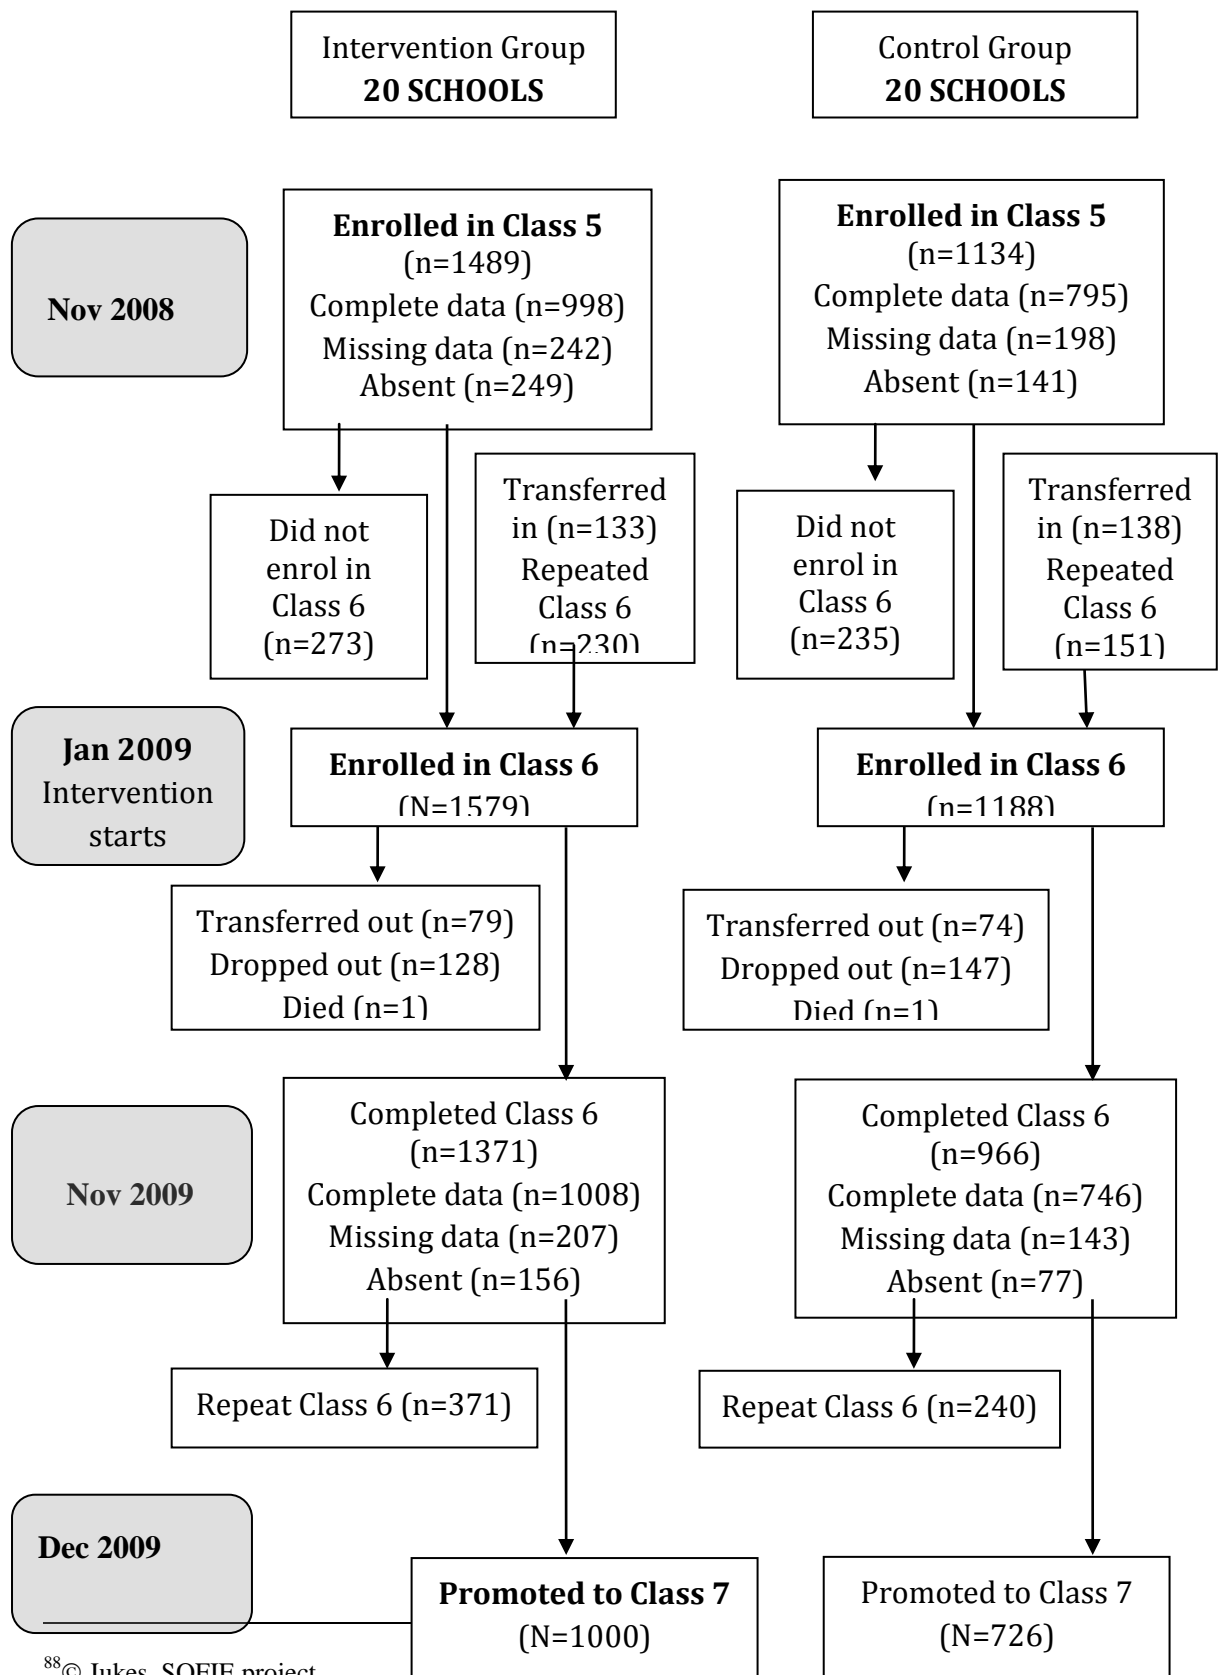 Intervention Group
20 SCHOOLS
Control Group
20 SCHOOLS
Nov 2008
Enrolled in Class 5
(n=1489)
Complete data (n=998)
Missing data (n=242)
Absent (n=249)
Enrolled in Class 5
(n=1134)
Complete data (n=795)
Missing data (n=198)
Absent (n=141)
Did not
enrol in
Class 6
(n=273)
Transferred
in (n=133)
Repeated
Class 6
(n=230)
Did not
enrol in
Class 6
(n=235)
Transferred
in (n=138)
Repeated
Class 6
(n=151)
Jan 2009
Intervention
starts
Enrolled in Class 6
(N=1579)
Enrolled in Class 6
(n=1188)
Transferred out (n=79)
Dropped out (n=128)
Died (n=1)
Transferred out (n=74)
Dropped out (n=147)
Died (n=1)
Nov 2009
Completed Class 6
(n=1371)
Complete data (n=1008)
Missing data (n=207)
Absent (n=156)
Completed Class 6
(n=966)
Complete data (n=746)
Missing data (n=143)
Absent (n=77)
Repeat Class 6 (n=371)
Repeat Class 6 (n=240)
Dec 2009
Promoted to Class 7
(N=1000)
Promoted to Class 7
(N=726)
88© Jukes, SOFIE project